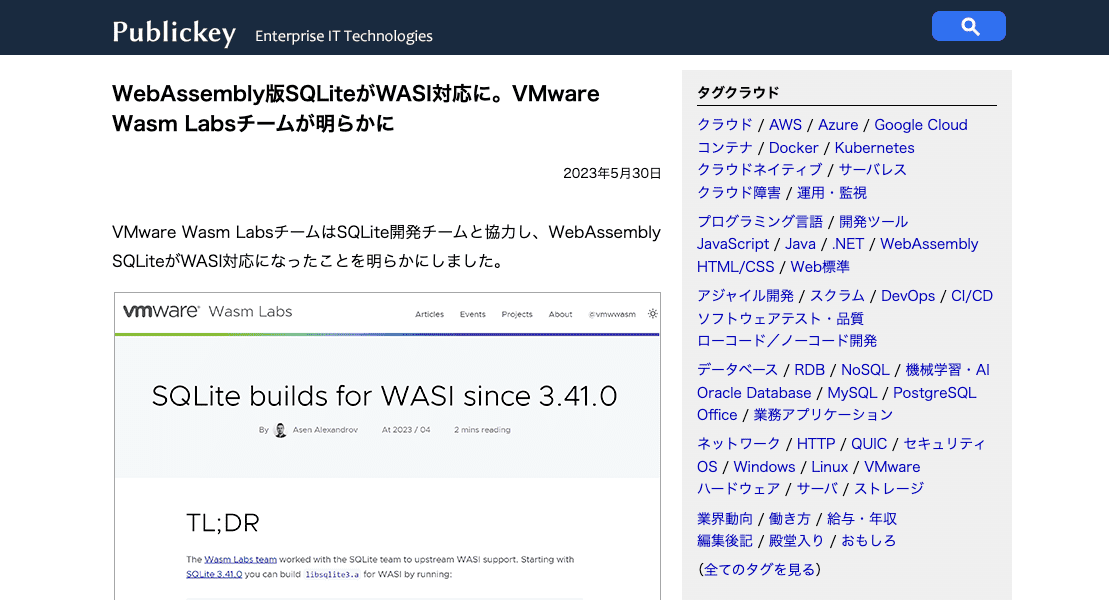 Publickey Enterprise IT Technologies
WebAssembly版SQLiteがWASI対応に。VMware
Wasm Labsチームが明らかに
2023年5月30日
VMware Wasm LabsチームはSQLite開発チームと協力し、WebAssembly
SQLiteがWASI対応になったことを明らかにしました。
vmware Wasm Labs Articles Events Projects About @vmwwasm
SQLite builds for WASI since 3.41.0
By Asen Alexandrov At 2023 / 04 2 mins reading
TL;DR
The Wasm Labs team worked with the SQLite team to upstream WASI support. Starting with
SQLite 3.41.0 you can build libsqlite3.a for WASI by running:
タグクラウド
クラウド / AWS / Azure / Google Cloud
コンテナ / Docker / Kubernetes
クラウドネイティブ / サーバレス
クラウド障害 / 運用・監視
プログラミング言語 / 開発ツール
JavaScript / Java / .NET / WebAssembly
HTML/CSS / Web標準
アジャイル開発 / スクラム / DevOps / CI/CD
ソフトウェアテスト・品質
ローコード／ノーコード開発
データベース / RDB / NoSQL / 機械学習・AI
Oracle Database / MySQL / PostgreSQL
Office / 業務アプリケーション
ネットワーク / HTTP / QUIC / セキュリティ
OS / Windows / Linux / VMware
ハードウェア / サーバ / ストレージ
業界動向 / 働き方 / 給与・年収
編集後記 / 殿堂入り / おもしろ
(全てのタグを見る)